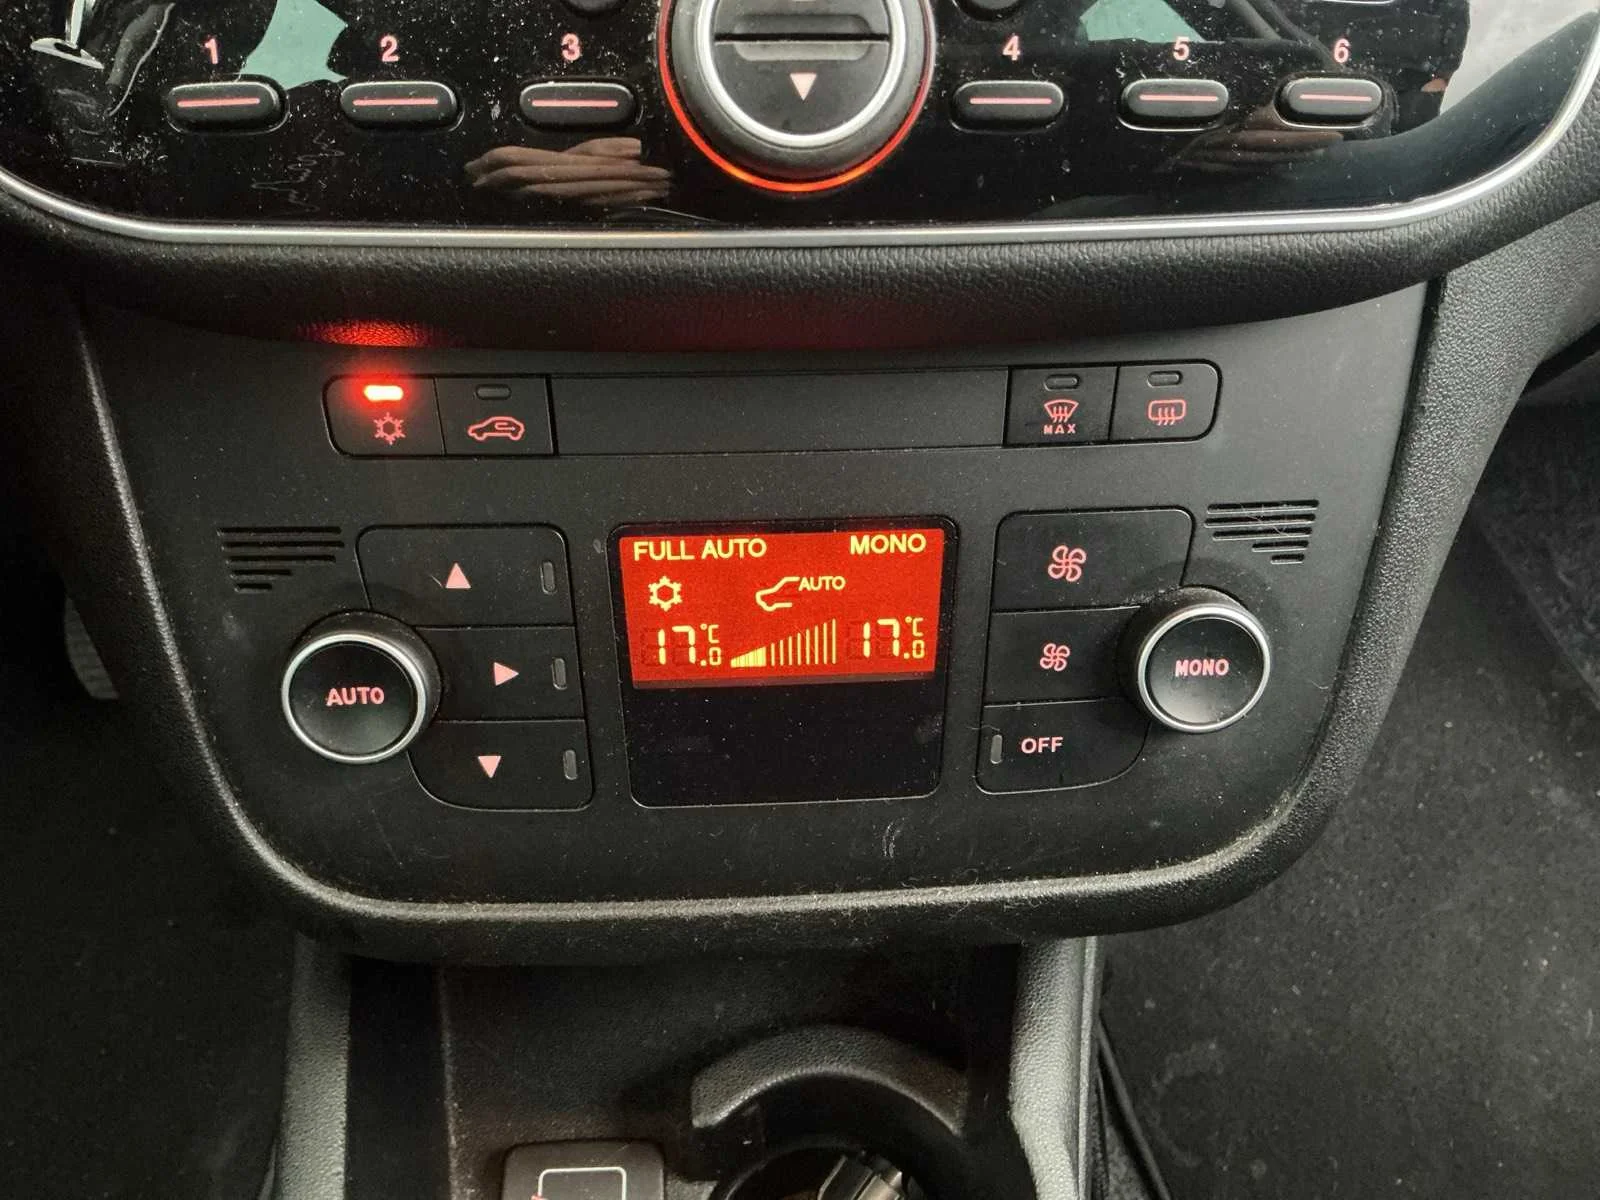 1 2 3 4 5 6
MAX
FULL AUTO MONO
AUTO
17.0 °C 17.0 °C
AUTO
MONO
OFF